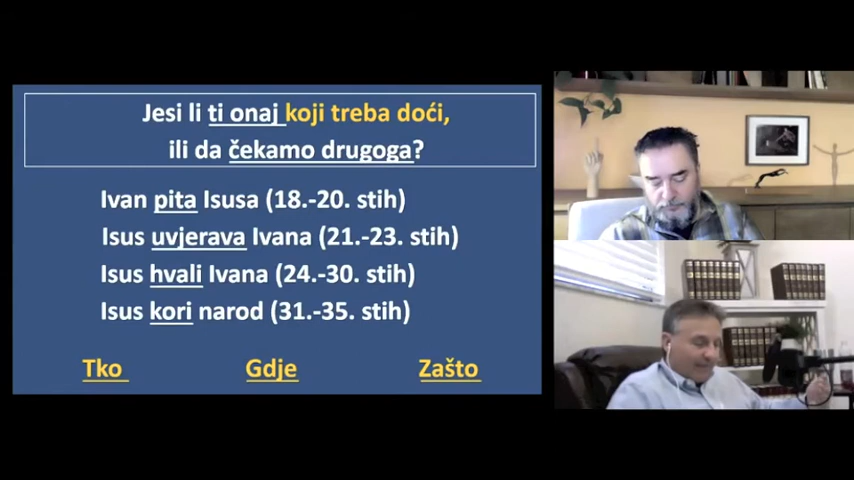 Jesi li ti onaj koji treba doći,
ili da čekamo drugoga?
Ivan pita Isusa (18.-20. stih)
Isus uvjerava Ivana (21.-23. stih)
Isus hvali Ivana (24.-30. stih)
Isus kori narod (31.-35. stih)
Tko Gdje Zašto